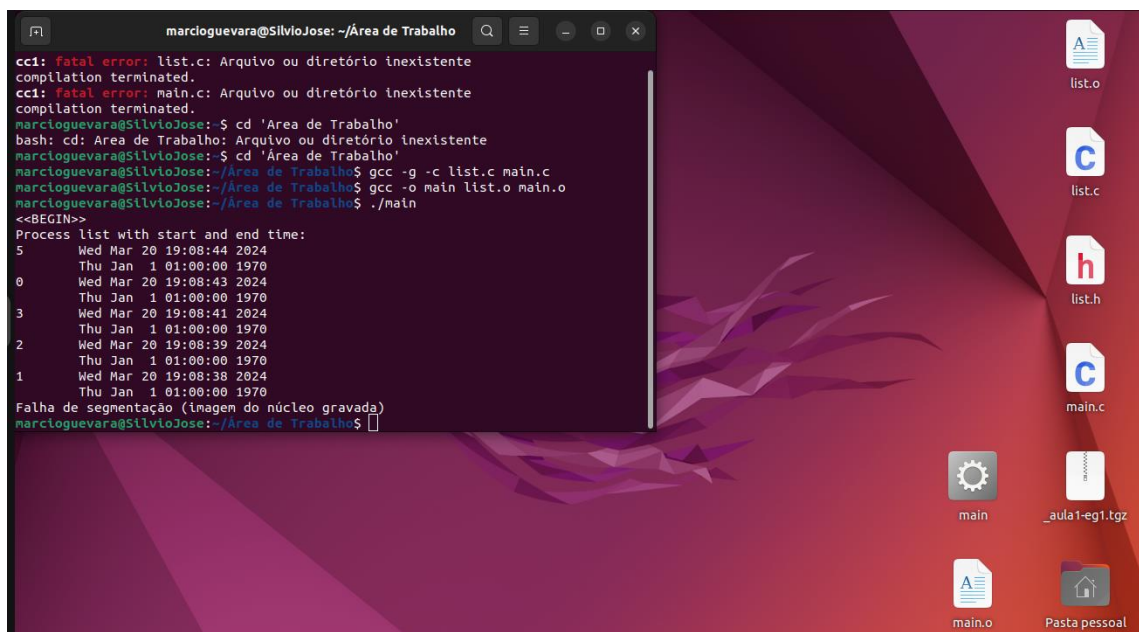 marcioguevara@SilvioJose: ~/Área de Trabalho
cc1: fatal error: list.c: Arquivo ou diretório inexistente
compilation terminated.
cc1: fatal error: main.c: Arquivo ou diretório inexistente
compilation terminated.
marcioguevara@SilvioJose:~$ cd 'Area de Trabalho'
bash: cd: Area de Trabalho: Arquivo ou diretório inexistente
marcioguevara@SilvioJose:~$ cd 'Área de Trabalho'
marcioguevara@SilvioJose:~/Área de Trabalho$ gcc -g -c list.c main.c
marcioguevara@SilvioJose:~/Área de Trabalho$ gcc -o main list.o main.o
marcioguevara@SilvioJose:~/Área de Trabalho$ ./main
<<BEGIN>>
Process list with start and end time:
5       Wed Mar 20 19:08:44 2024
        Thu Jan  1 01:00:00 1970
0       Wed Mar 20 19:08:43 2024
        Thu Jan  1 01:00:00 1970
3       Wed Mar 20 19:08:41 2024
        Thu Jan  1 01:00:00 1970
2       Wed Mar 20 19:08:39 2024
        Thu Jan  1 01:00:00 1970
1       Wed Mar 20 19:08:38 2024
        Thu Jan  1 01:00:00 1970
Falha de segmentação (imagem do núcleo gravada)
marcioguevara@SilvioJose:~/Área de Trabalho$
list.o
list.c
list.h
main.c
main
_aula1-eg1.tgz
main.o
Pasta pessoal